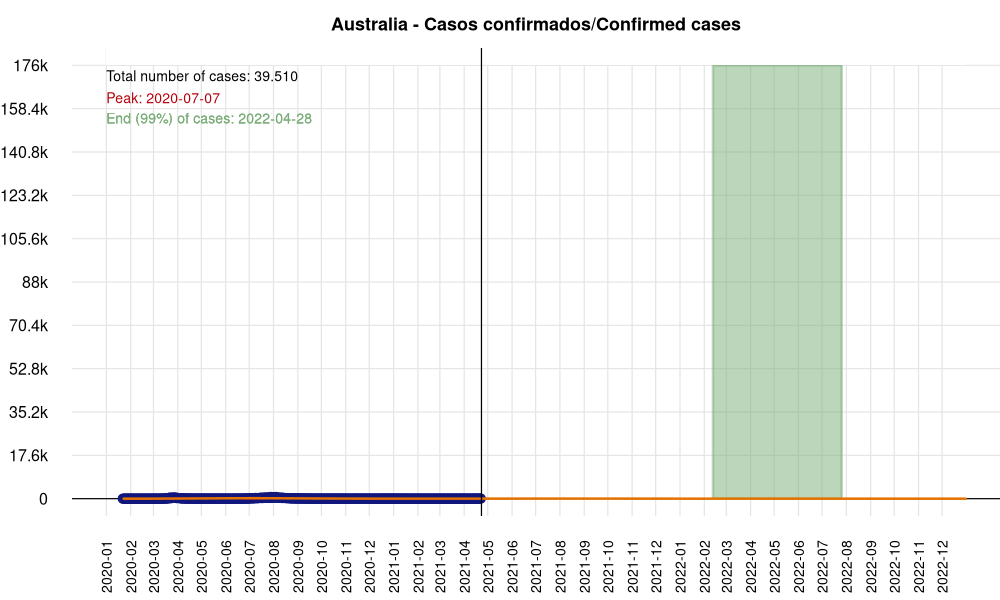 Australia - Casos confirmados/Confirmed cases
176k
158.4k
140.8k
123.2k
105.6k
88k
70.4k
52.8k
35.2k
17.6k
0
Total number of cases: 39.510
Peak: 2020-07-07
End (99%) of cases: 2022-04-28
2020-01
2020-02
2020-03
2020-04
2020-05
2020-06
2020-07
2020-08
2020-09
2020-10
2020-11
2020-12
2021-01
2021-02
2021-03
2021-04
2021-05
2021-06
2021-07
2021-08
2021-09
2021-10
2021-11
2021-12
2022-01
2022-02
2022-03
2022-04
2022-05
2022-06
2022-07
2022-08
2022-09
2022-10
2022-11
2022-12